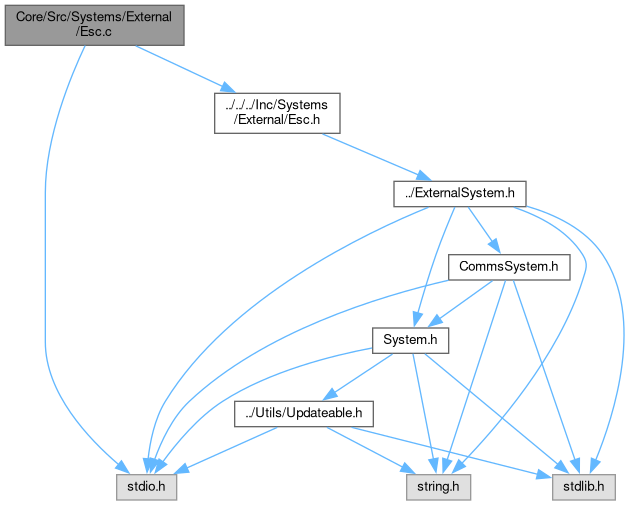 Core/Src/Systems/External
/Esc.c
../../../Inc/Systems
/External/Esc.h
../ExternalSystem.h
CommsSystem.h
System.h
../Utils/Updateable.h
stdio.h
string.h
stdlib.h